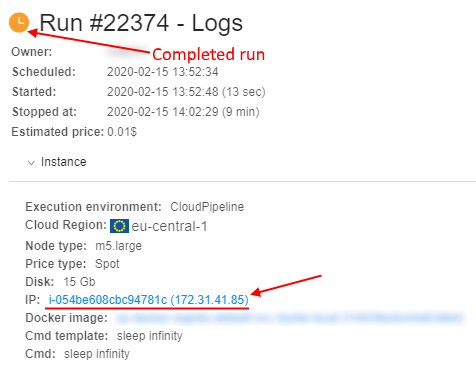 Run #22374 - Logs
Owner:
Completed run
Scheduled: 2020-02-15 13:52:34
Started: 2020-02-15 13:52:48 (13 sec)
Stopped at: 2020-02-15 14:02:29 (9 min)
Estimated price: 0.01$
Instance
Execution environment: CloudPipeline
Cloud Region: eu-central-1
Node type: m5.large
Price type: Spot
Disk: 15 Gb
IP: i-054be608cbc94781c (172.31.41.85)
Docker image:
Cmd template: sleep infinity
Cmd: sleep infinity